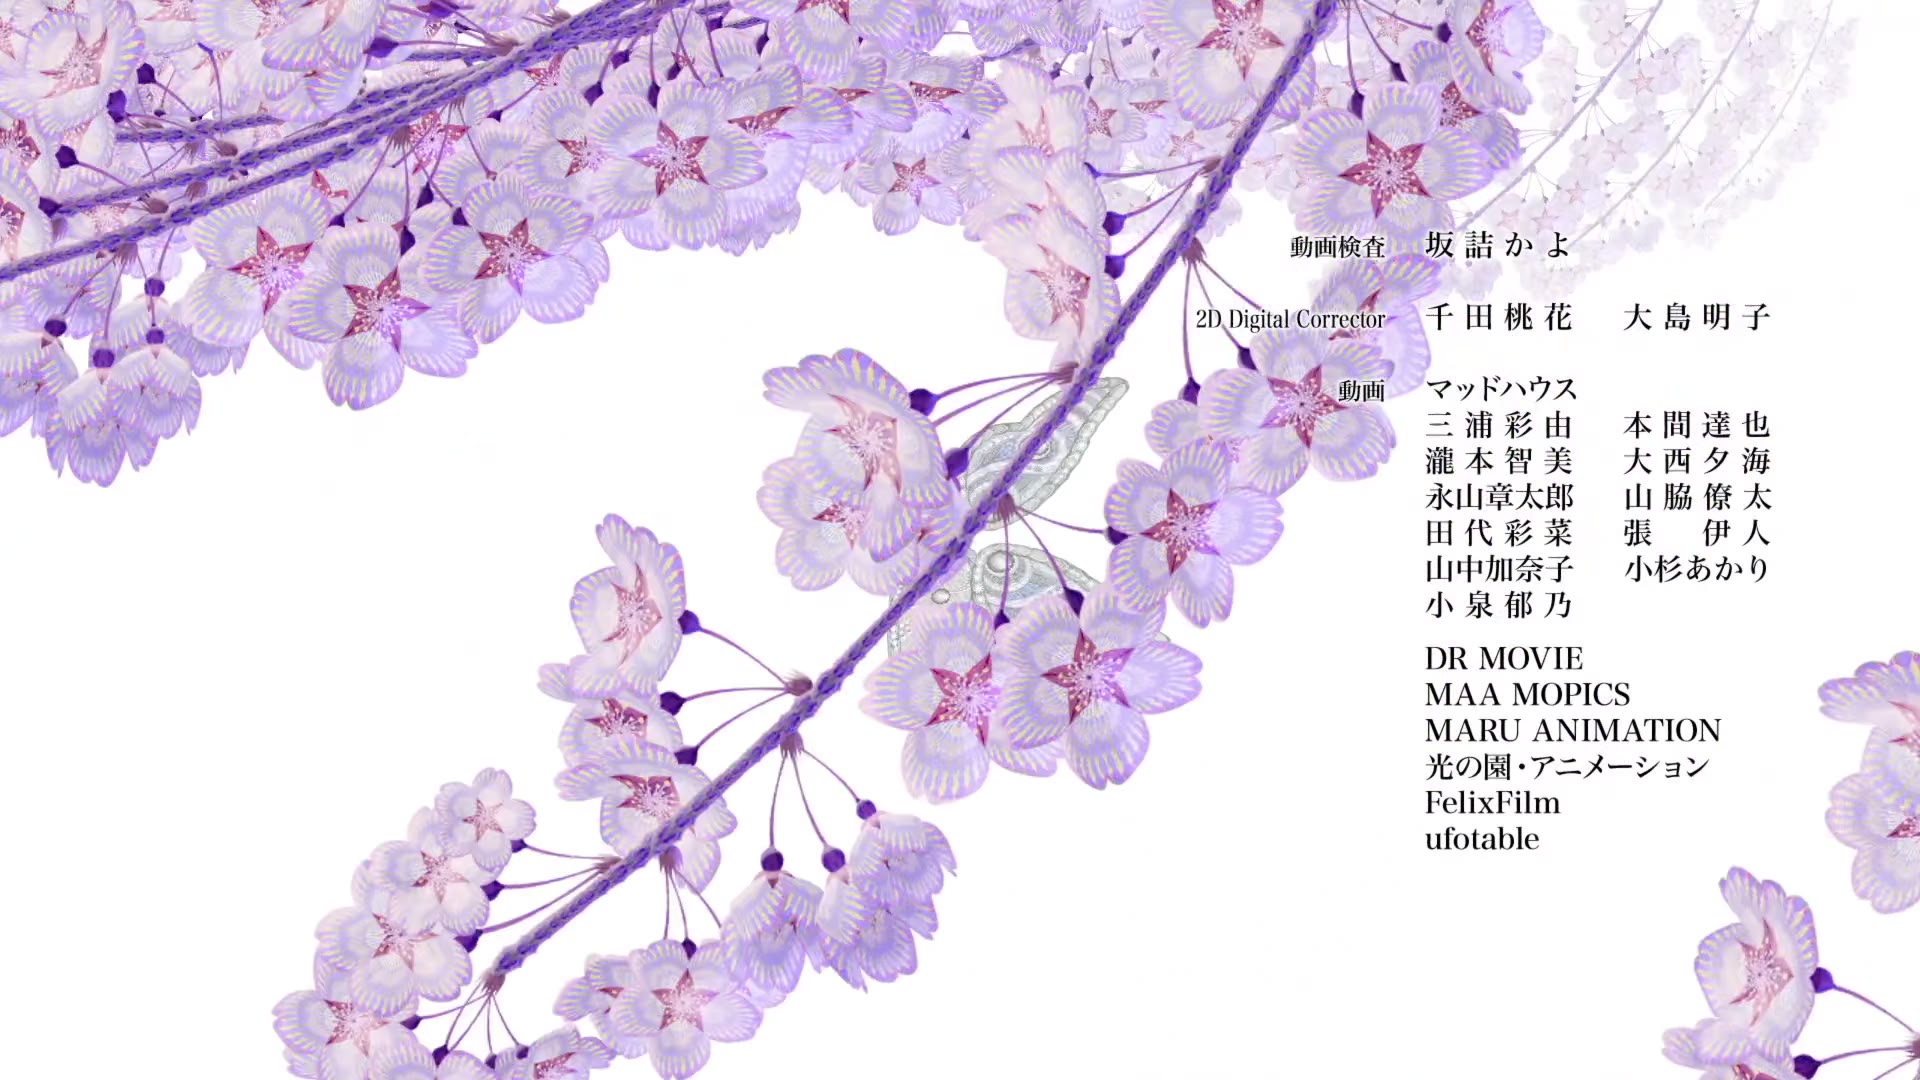 動画検査 坂詰かよ
2D Digital Corrector 千田桃花 大島明子
動画 マッドハウス
三浦彩由 本間達也
瀧本智美 大西夕海
永山章太郎 山脇僚太
田代彩菜 張 伊人
山中加奈子 小杉あかり
小泉郁乃
DR MOVIE
MAA MOPICS
MARU ANIMATION
光の園・アニメーション
FelixFilm
ufotable